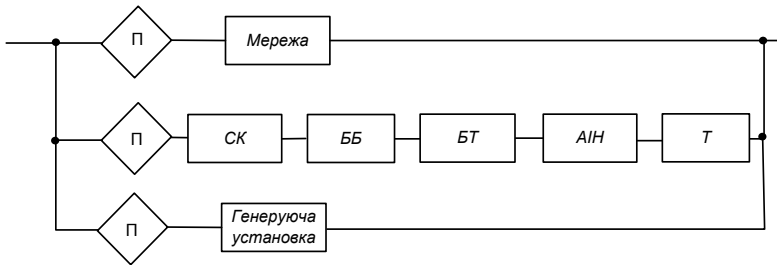 П
Мережа
П
СК
ББ
БТ
АІН
Т
П
Генеруюча
установка